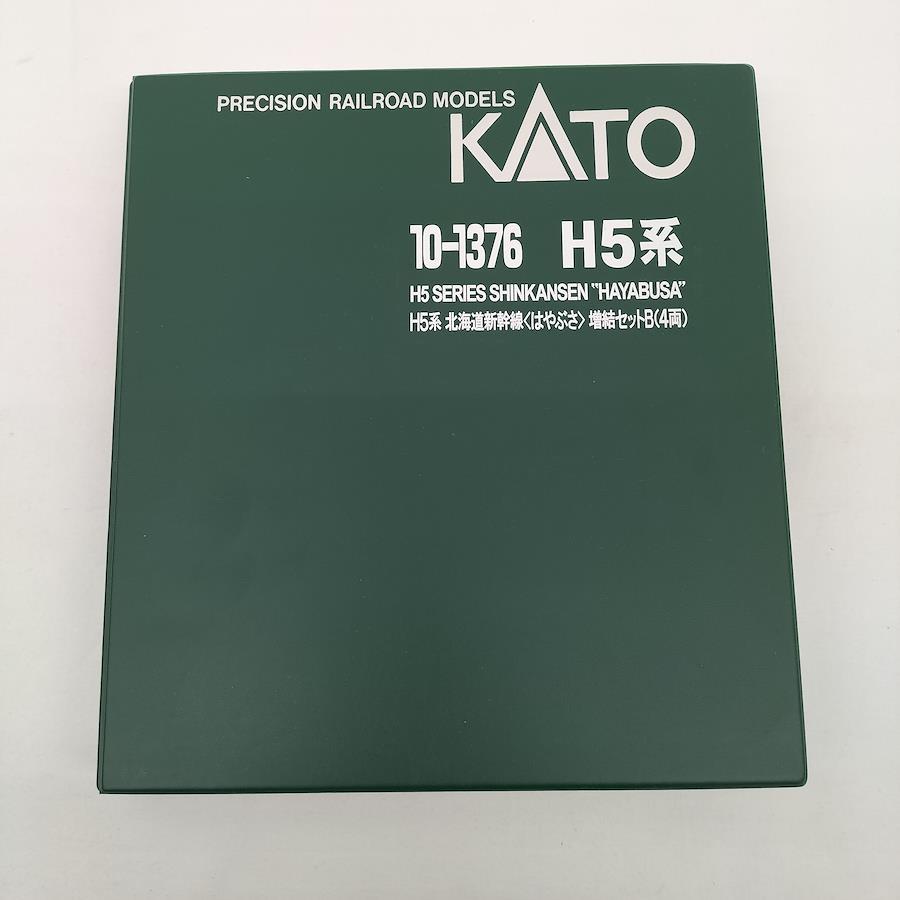 PRECISION RAILROAD MODELS
KATO
10-1376 H5系
H5 SERIES SHINKANSEN "HAYABUSA"
H5系 北海道新幹線〈はやぶさ〉 増結セットB(4両)